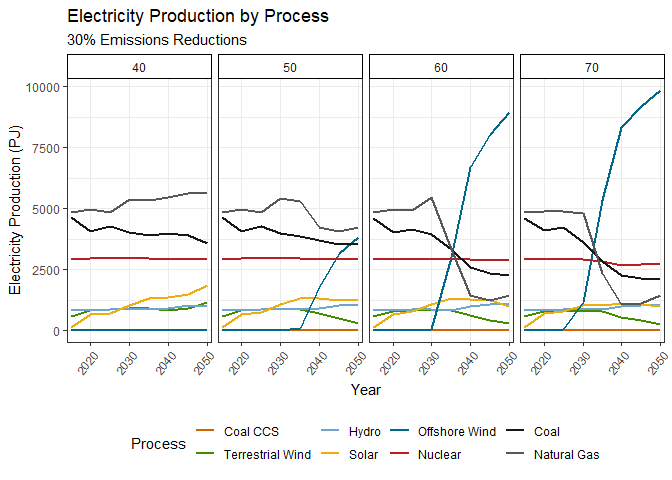 Electricity Production by Process
30% Emissions Reductions
40 50 60 70
10000
7500
5000
2500
0
Electricity Production (PJ)
2020 2030 2040 2050 2020 2030 2040 2050 2020 2030 2040 2050 2020 2030 2040 2050
Year
Process
Coal CCS Hydro Offshore Wind Coal
Terrestrial Wind Solar Nuclear Natural Gas